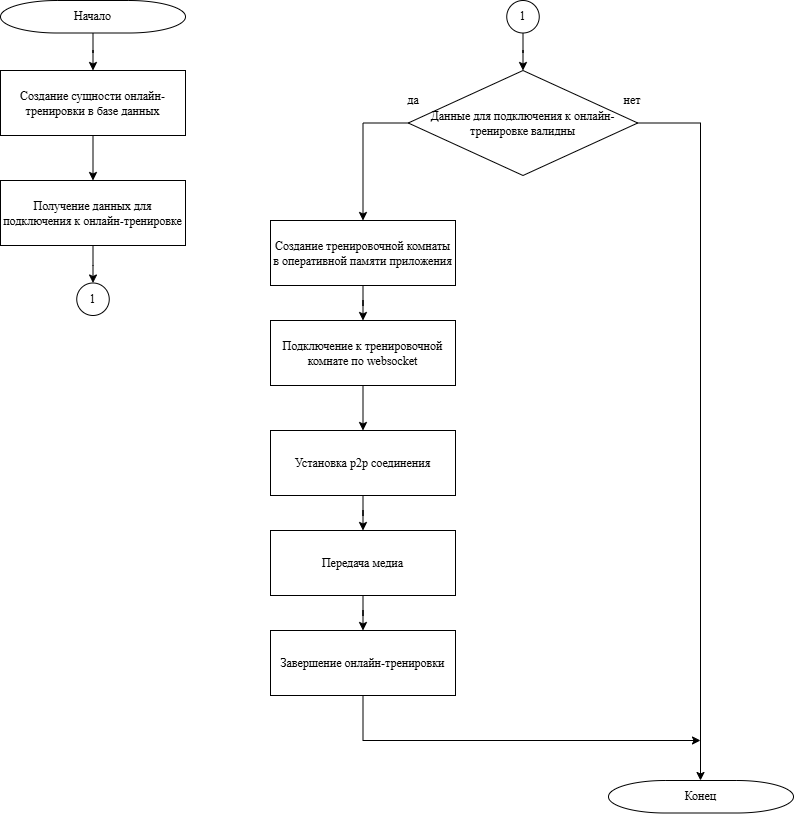 Начало
Создание сущности онлайн-
тренировки в базе данных
Получение данных для
подключения к онлайн-тренировке
1
1
да
нет
Данные для подключения к онлайн-
тренировке валидны
Создание тренировочной комнаты
в оперативной памяти приложения
Подключение к тренировочной
комнате по websocket
Установка p2p соединения
Передача медиа
Завершение онлайн-тренировки
Конец